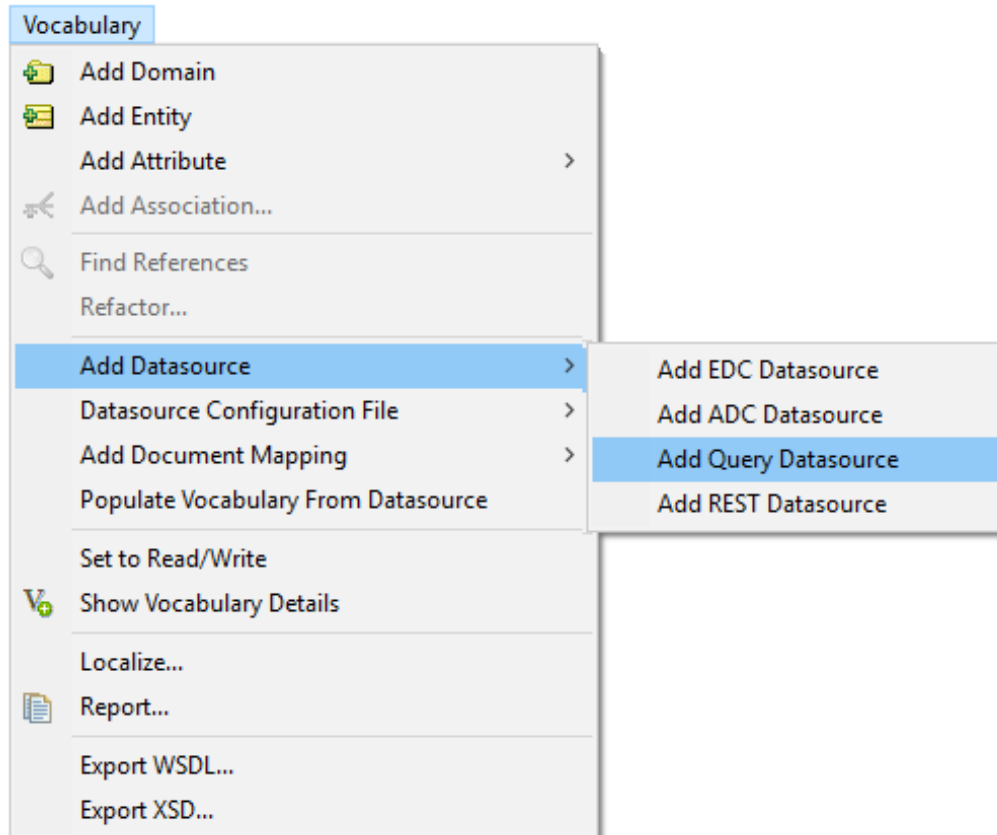 Vocabulary
Add Domain
Add Entity
Add Attribute
Add Association...
Find References
Refactor...
Add Datasource
Datasource Configuration File
Add Document Mapping
Populate Vocabulary From Datasource
Set to Read/Write
Show Vocabulary Details
Localize...
Report...
Export WSDL...
Export XSD...
Add EDC Datasource
Add ADC Datasource
Add Query Datasource
Add REST Datasource